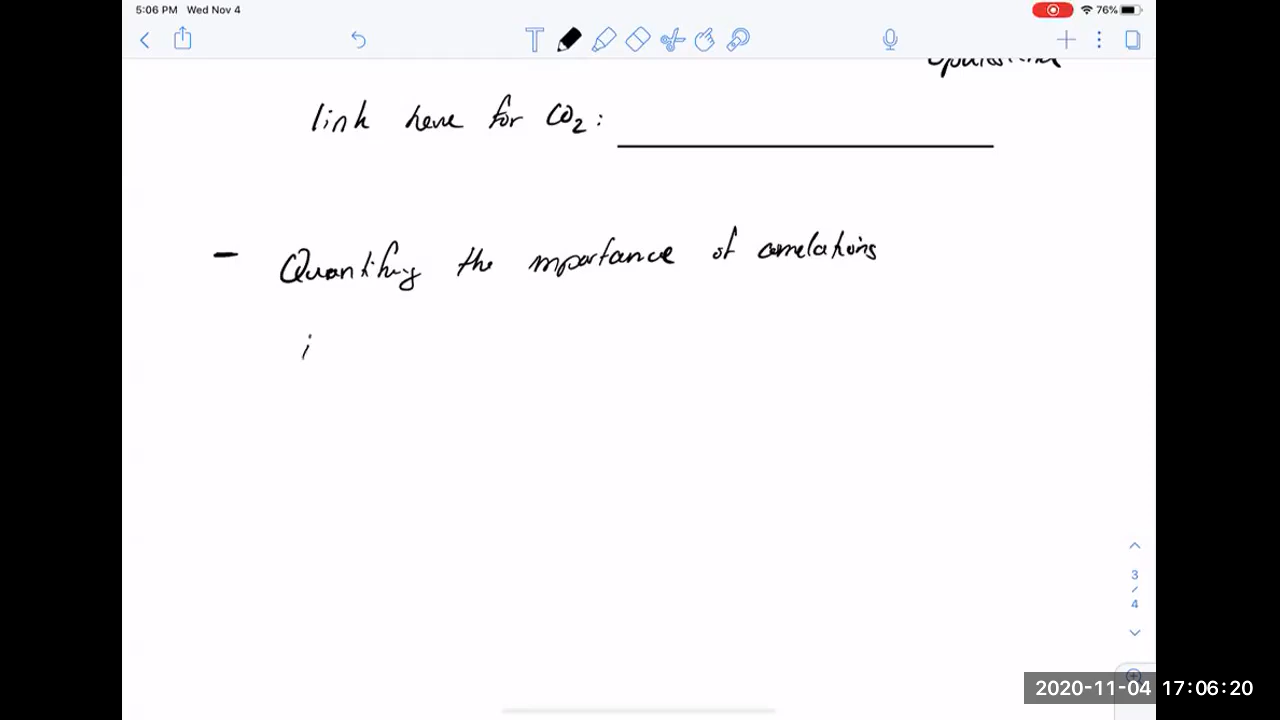 5:06 PM Wed Nov 4
76%
T
link here for CO2:
- Quantifying the importance of correlations
i
3
/
4
2020-11-04 17:06:20